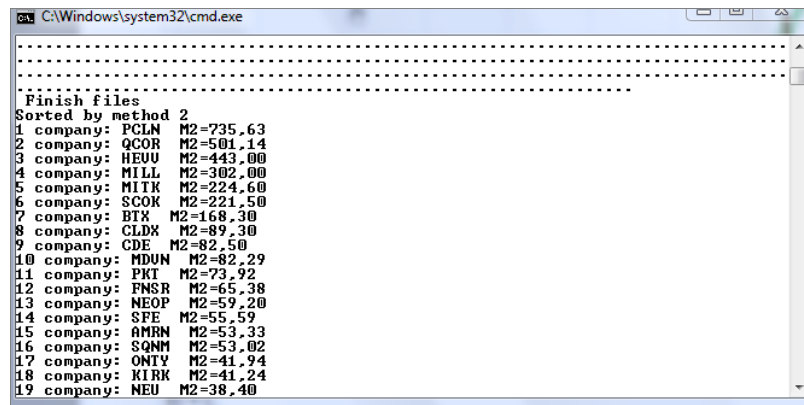 C:\Windows\system32\cmd.exe
Finish files
Sorted by method 2
1 company: PCLN M2=735,63
2 company: QCOR M2=501,14
3 company: HEVV M2=443,00
4 company: MILL M2=302,00
5 company: MITK M2=224,60
6 company: SCOK M2=221,50
7 company: BTX M2=168,30
8 company: CLDX M2=89,30
9 company: CDE M2=82,50
10 company: MDVN M2=82,29
11 company: PKT M2=73,92
12 company: FNSR M2=65,38
13 company: NEOP M2=59,20
14 company: SFE M2=55,59
15 company: AMRN M2=53,33
16 company: SQNM M2=53,02
17 company: ONTY M2=41,94
18 company: KIRK M2=41,24
19 company: NEU M2=38,40